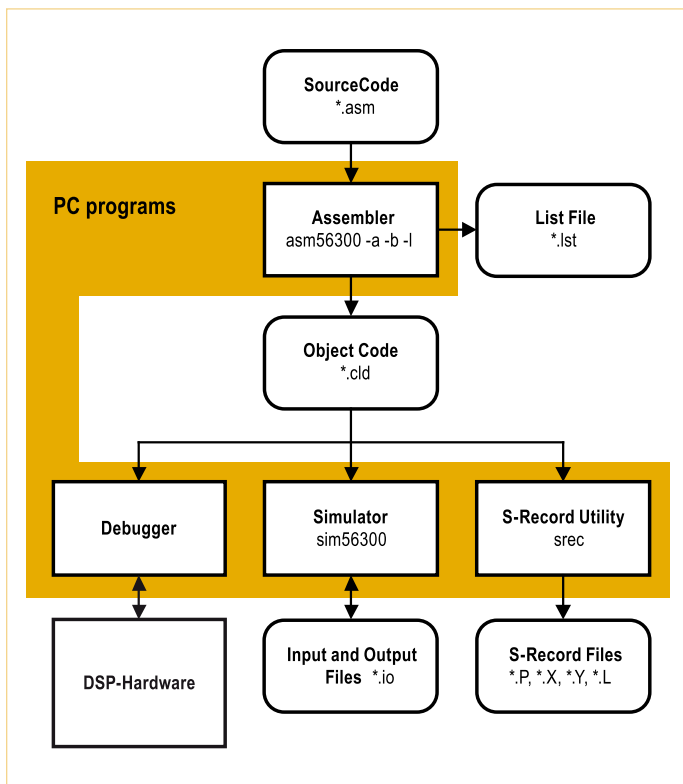 SourceCode
*.asm
PC programs
Assembler
asm56300 -a -b -l
List File
*.lst
Object Code
*.cld
Debugger
Simulator
sim56300
S-Record Utility
srec
DSP-Hardware
Input and Output
Files *.io
S-Record Files
*.P, *.X, *.Y, *.L